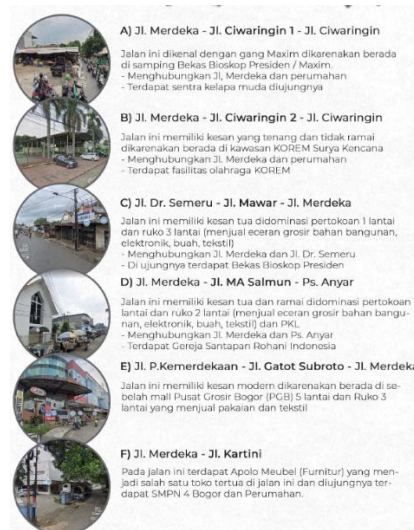 A) Jl. Merdeka - Jl. Ciwaringin 1 - Jl. Ciwaringin
Jalan ini dikenal dengan gang Maxim dikarenakan berada
di samping Bekas Bioskop Presiden / Maxim.
- Menghubungkan Jl, Merdeka dan perumahan
- Terdapat sentra kelapa muda diujungnya
B) Jl. Merdeka - Jl. Ciwaringin 2 - Jl. Ciwaringin
Jalan ini memiliki kesan yang tenang dan tidak ramai
dikarenakan berada di kawasan KOREM Surya Kencana
- Menghubungkan Jl. Merdeka dan perumahan
- Terdapat fasilitas olahraga KOREM
C) Jl. Dr. Semeru - Jl. Mawar - Jl. Merdeka
Jalan ini memiliki kesan tua didominasi pertokoan 1 lantai
dan ruko 3 lantai (menjual eceran grosir bahan bangunan,
elektronik, buah, tekstil)
- Menghubungkan Jl. Merdeka dan Jl. Dr. Semeru
- Di ujungnya terdapat Bekas Bioskop Presiden
D) Jl. Merdeka - Jl. MA Salmun - Ps. Anyar
Jalan ini memiliki kesan tua dan ramai didominasi pertokoan 1
lantai dan ruko 2 lantai (menjual eceran grosir bahan bangu-
nan, elektronik, buah, tekstil) dan PKL
- Menghubungkan Jl. Merdeka dan Ps. Anyar
- Terdapat Gereja Santapan Rohani Indonesia
E) Jl. P.Kemerdekaan - Jl. Gatot Subroto - Jl. Merdeka
Jalan ini memiliki kesan modern dikarenakan berada di se-
belah mall Pusat Grosir Bogor (PGB) 5 lantai dan Ruko 3
lantai yang menjual pakaian dan tekstil
F) Jl. Merdeka - Jl. Kartini
Pada jalan ini terdapat Apolo Meubel (Furnitur) yang men-
jadi salah satu toko tertua di jalan ini dan diujungnya ter-
dapat SMPN 4 Bogor dan Perumahan.